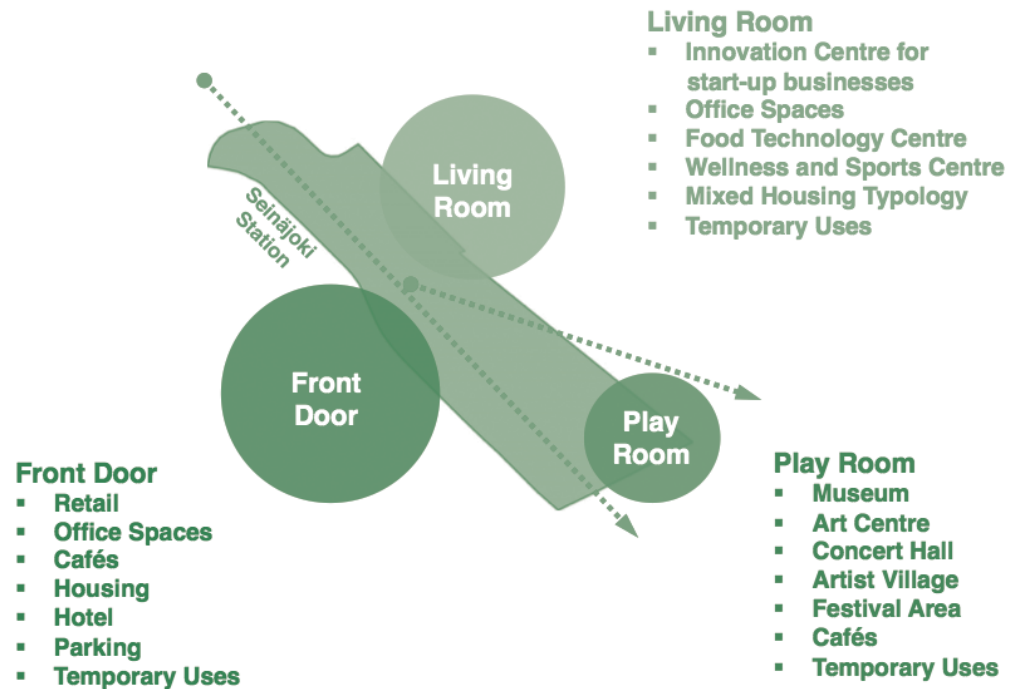 Living Room
▪ Innovation Centre for
start-up businesses
▪ Office Spaces
▪ Food Technology Centre
▪ Wellness and Sports Centre
▪ Mixed Housing Typology
▪ Temporary Uses
Living
Room
Seinäjoki
Station
Front
Door
Play
Room
Front Door
▪ Retail
▪ Office Spaces
▪ Cafés
▪ Housing
▪ Hotel
▪ Parking
▪ Temporary Uses
Play Room
▪ Museum
▪ Art Centre
▪ Concert Hall
▪ Artist Village
▪ Festival Area
▪ Cafés
▪ Temporary Uses